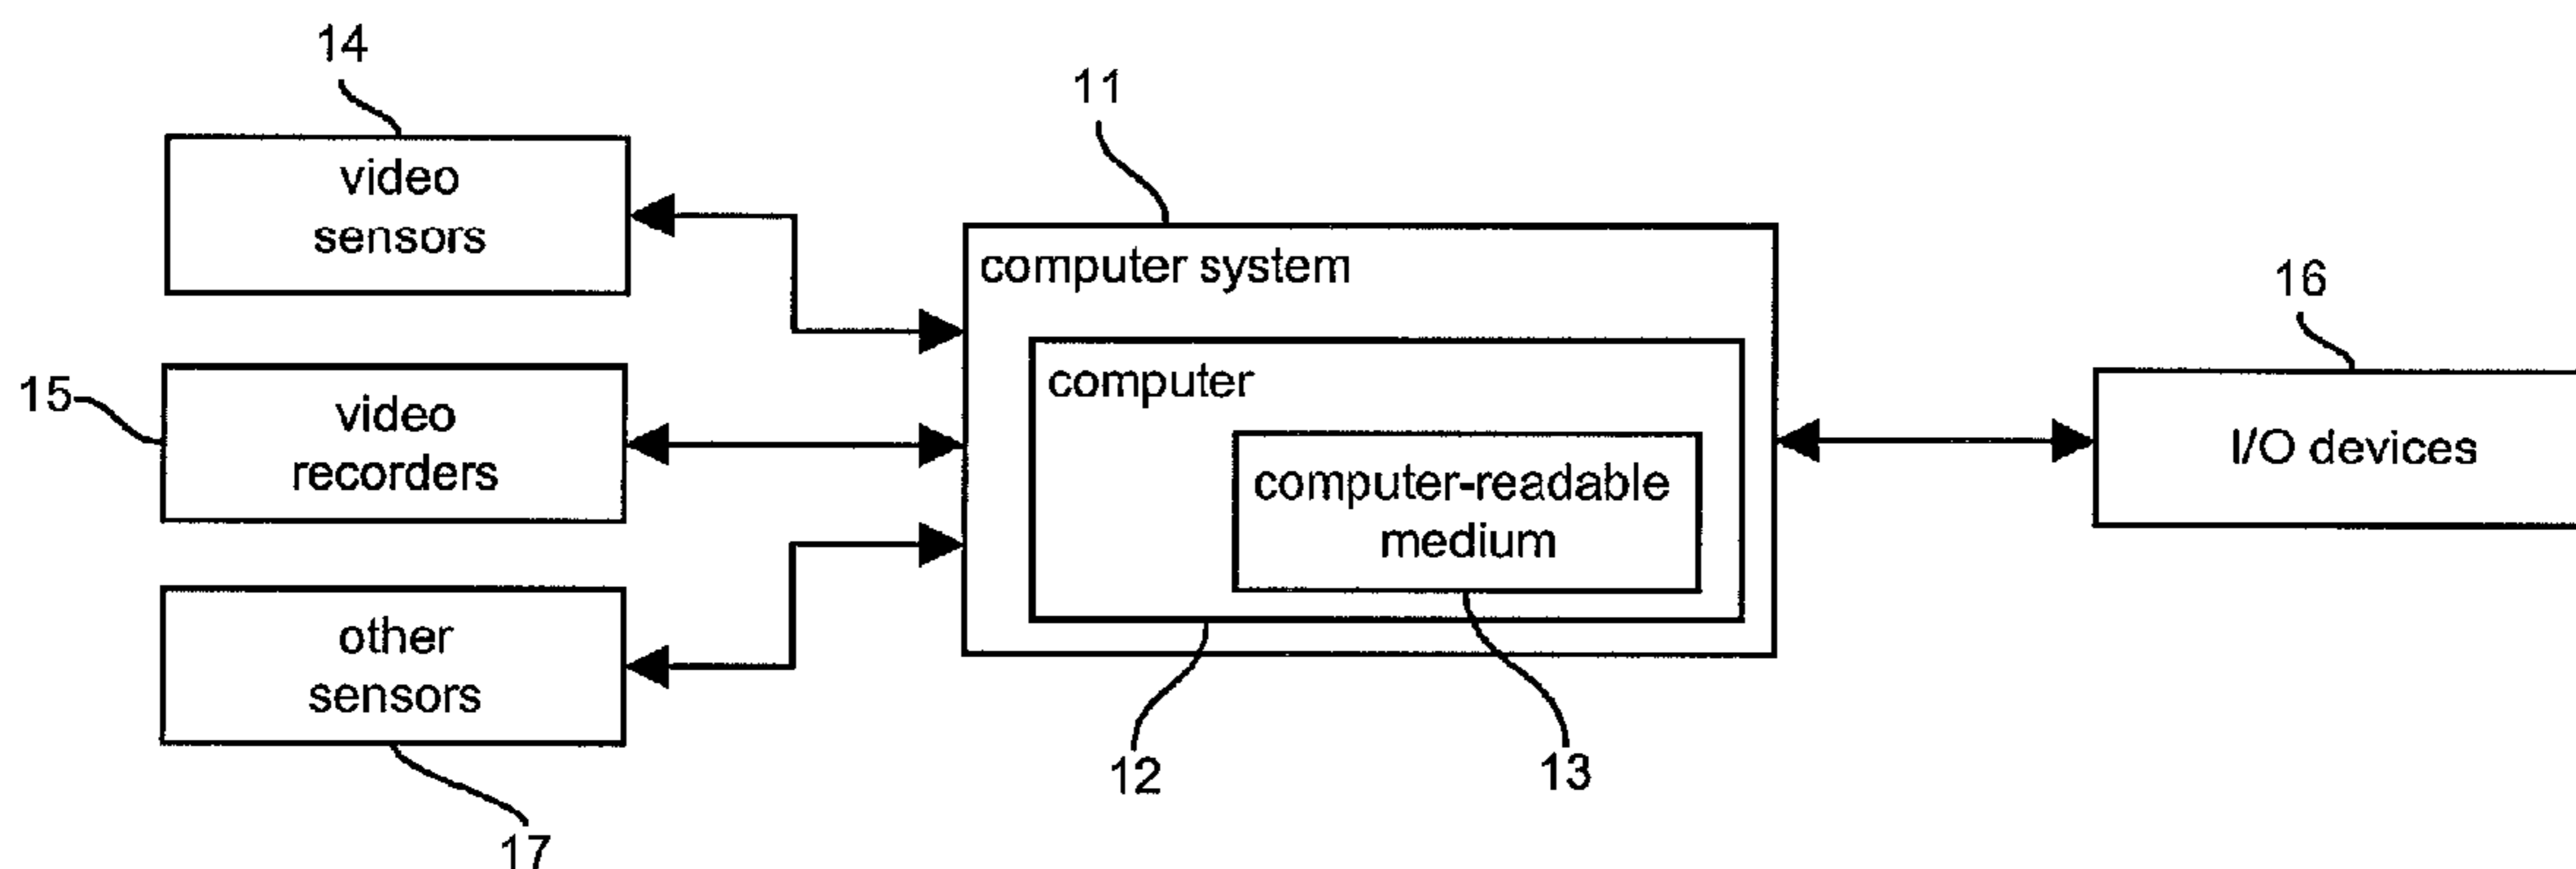 14
video
sensors
11
computer system
16
15
video
recorders
computer
computer-readable
medium
I/O devices
other
sensors
12
13
17